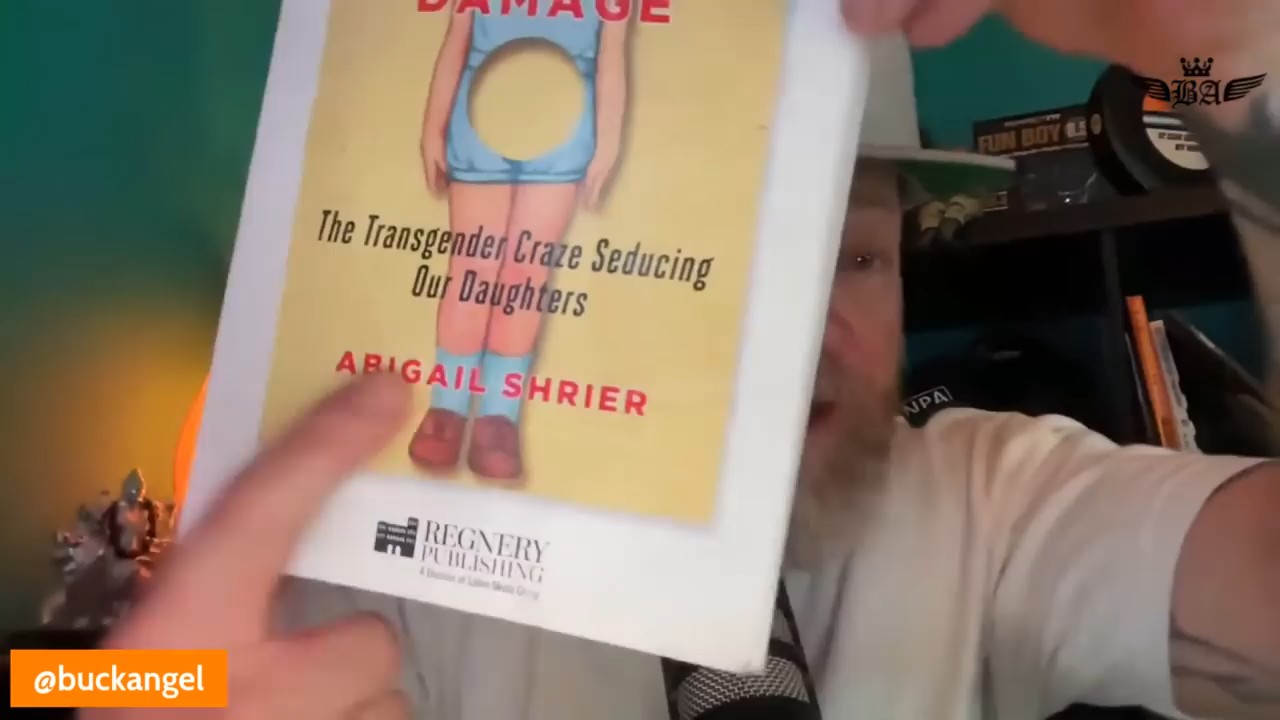 DAMAGE
The Transgender Craze Seducing
Our Daughters
ABIGAIL SHRIER
REGNERY
PUBLISHING
BA
FUN BOY
NPA
@buckangel